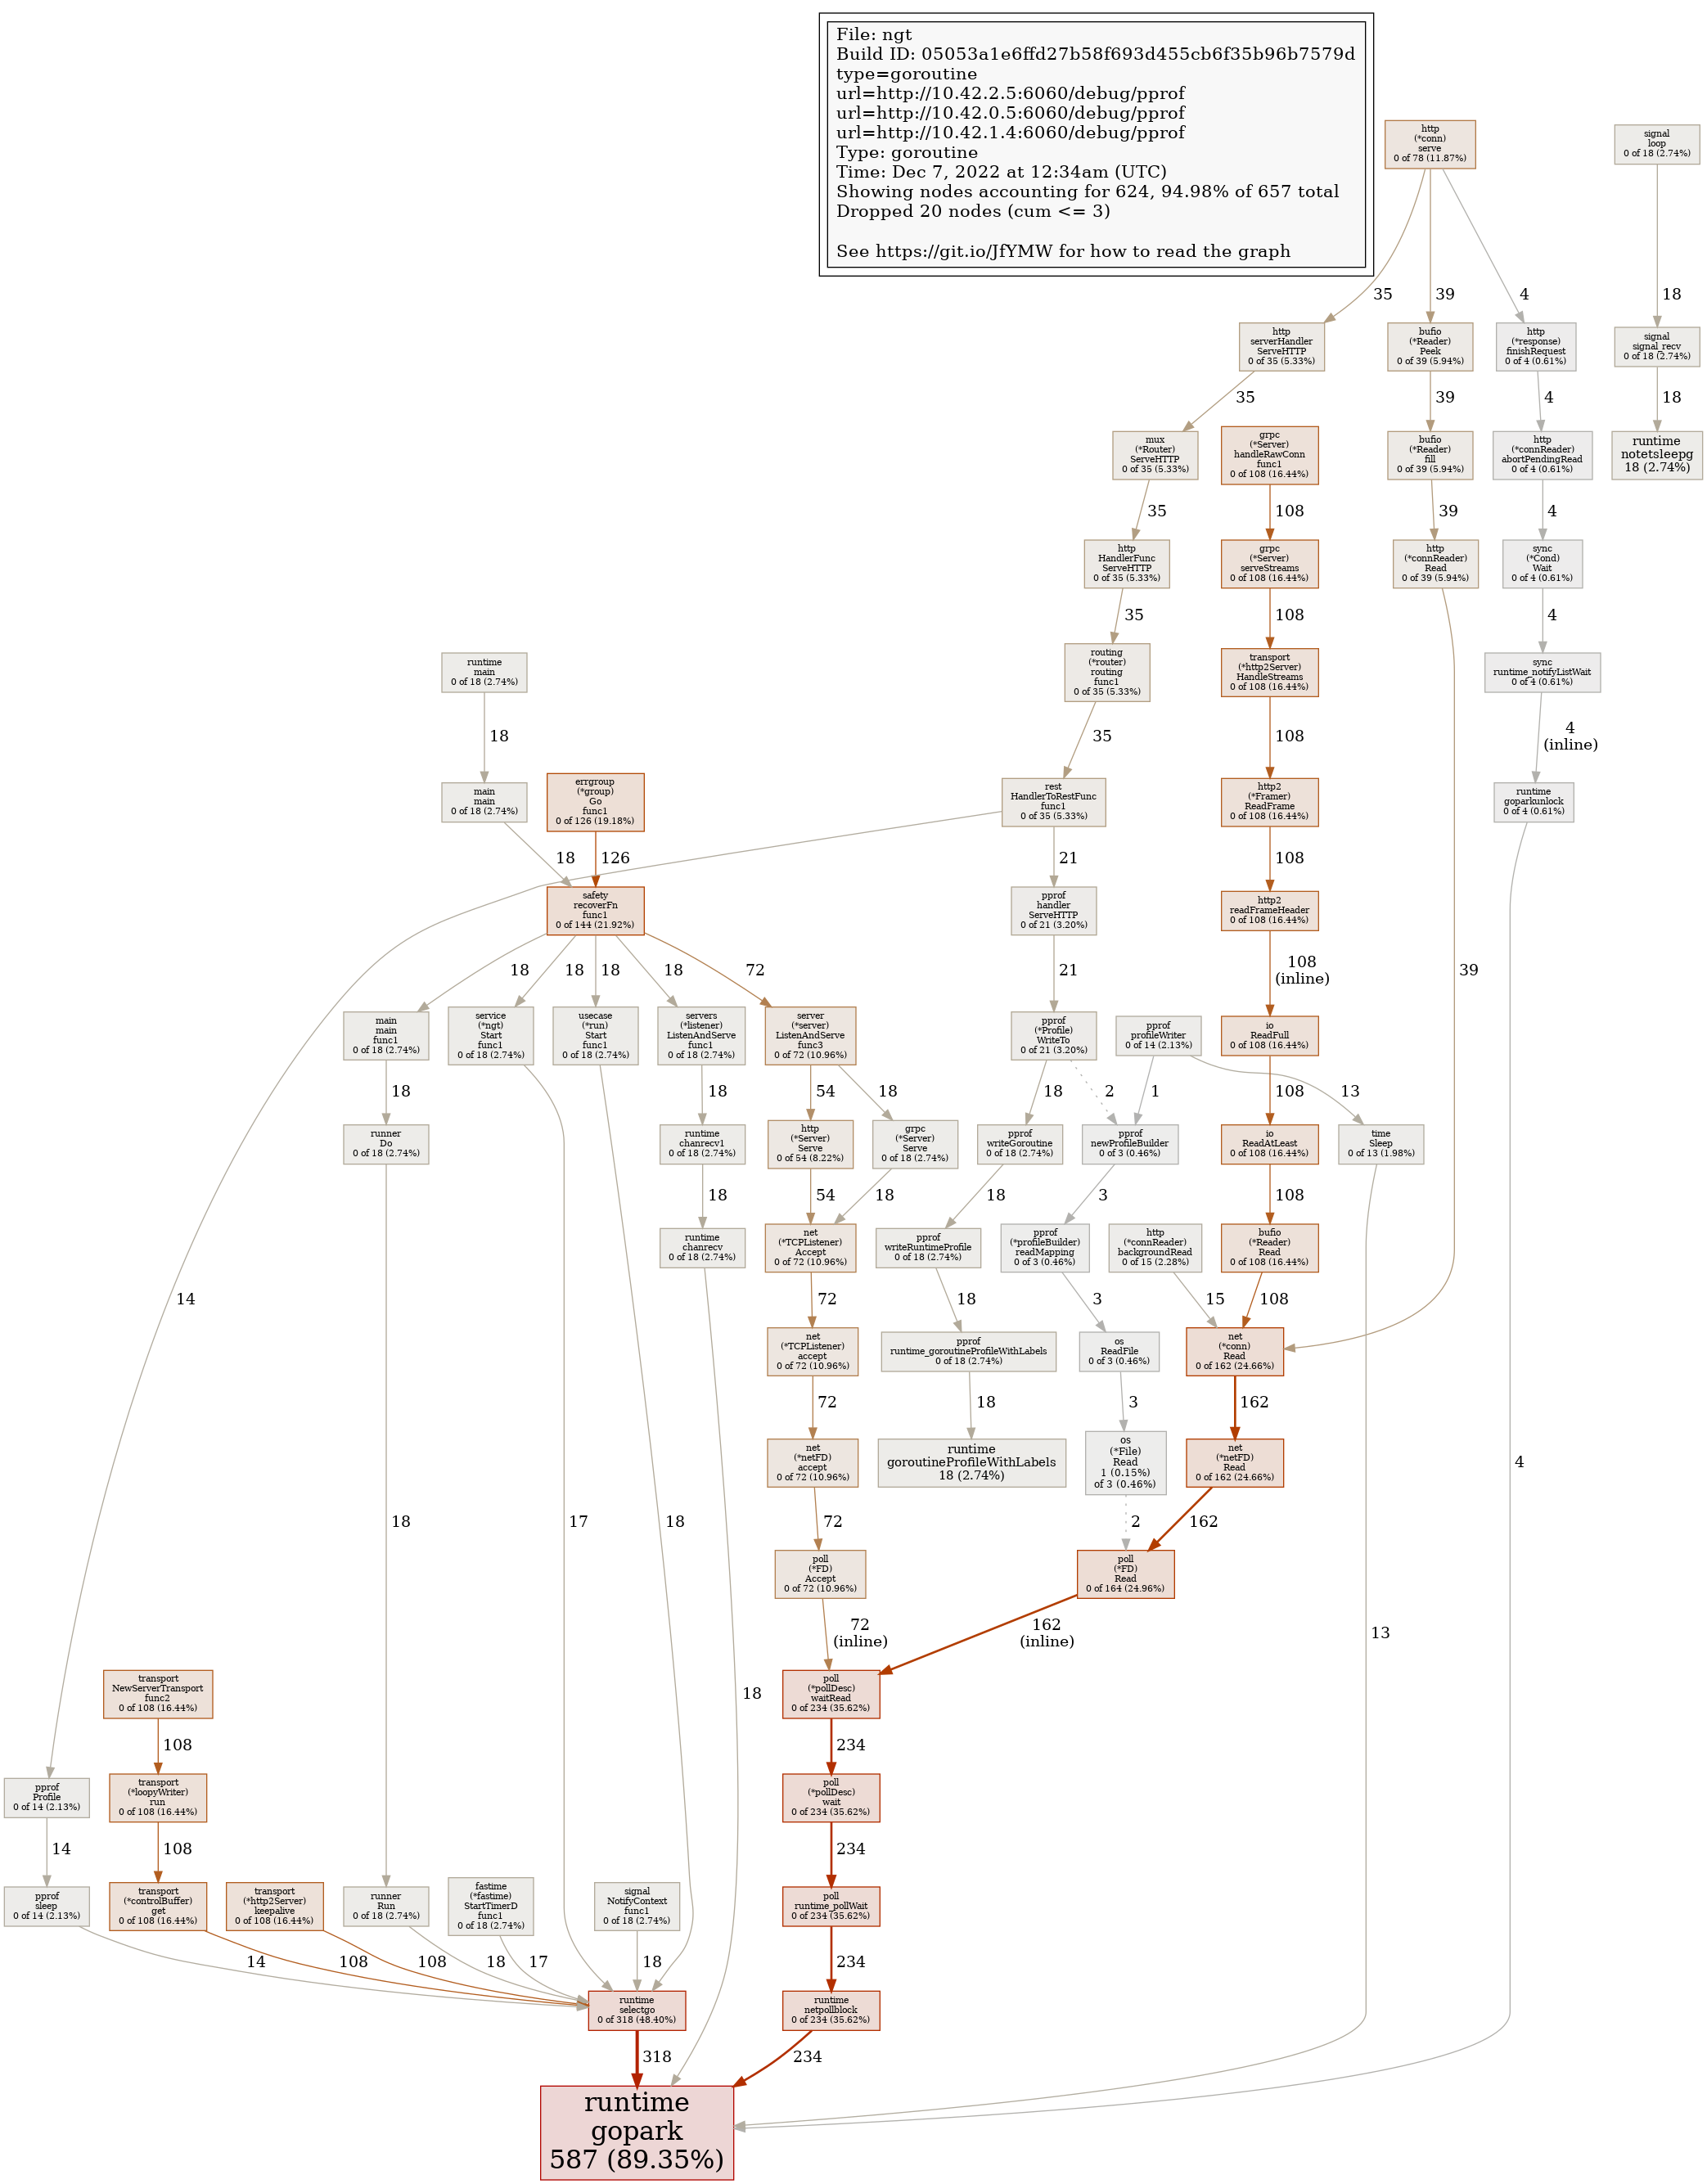 File: ngt
Build ID: 05053a1e6ffd27b58f693d455cb6f35b96b7579d
type=goroutine
url=http://10.42.2.5:6060/debug/pprof
url=http://10.42.0.5:6060/debug/pprof
url=http://10.42.1.4:6060/debug/pprof
Type: goroutine
Time: Dec 7, 2022 at 12:34am (UTC)
Showing nodes accounting for 624, 94.98% of 657 total
Dropped 20 nodes (cum <= 3)
See https://git.io/JfYMW for how to read the graph
http
(*conn)
serve
0 of 78 (11.87%)
signal
loop
0 of 18 (2.74%)
35
39
4
18
http
serverHandler
ServeHTTP
0 of 35 (5.33%)
bufio
(*Reader)
Peek
0 of 39 (5.94%)
http
(*response)
finishRequest
0 of 4 (0.61%)
signal
signal_recv
0 of 18 (2.74%)
35
39
4
18
mux
(*Router)
ServeHTTP
0 of 35 (5.33%)
grpc
(*Server)
handleRawConn
func1
0 of 108 (16.44%)
bufio
(*Reader)
fill
0 of 39 (5.94%)
http
(*connReader)
abortPendingRead
0 of 4 (0.61%)
runtime
notetsleepg
18 (2.74%)
35
108
39
4
http
HandlerFunc
ServeHTTP
0 of 35 (5.33%)
grpc
(*Server)
serveStreams
0 of 108 (16.44%)
http
(*connReader)
Read
0 of 39 (5.94%)
sync
(*Cond)
Wait
0 of 4 (0.61%)
35
108
4
runtime
main
0 of 18 (2.74%)
routing
(*router)
routing
func1
0 of 35 (5.33%)
transport
(*http2Server)
HandleStreams
0 of 108 (16.44%)
sync
runtime_notifyListWait
0 of 4 (0.61%)
18
35
108
4
(inline)
main
main
0 of 18 (2.74%)
errgroup
(*group)
Go
func1
0 of 126 (19.18%)
rest
HandlerToRestFunc
func1
0 of 35 (5.33%)
http2
(*Framer)
ReadFrame
0 of 108 (16.44%)
runtime
goparkunlock
0 of 4 (0.61%)
18
126
21
108
safety
recoverFn
func1
0 of 144 (21.92%)
pprof
handler
ServeHTTP
0 of 21 (3.20%)
http2
readFrameHeader
0 of 108 (16.44%)
18
18
18
18
72
21
108
(inline)
39
main
main
func1
0 of 18 (2.74%)
service
(*ngt)
Start
func1
0 of 18 (2.74%)
usecase
(*run)
Start
func1
0 of 18 (2.74%)
servers
(*listener)
ListenAndServe
func1
0 of 18 (2.74%)
server
(*server)
ListenAndServe
func3
0 of 72 (10.96%)
pprof
(*Profile)
WriteTo
0 of 21 (3.20%)
pprof
profileWriter
0 of 14 (2.13%)
io
ReadFull
0 of 108 (16.44%)
18
18
54
18
18
2
1
108
13
runner
Do
0 of 18 (2.74%)
runtime
chanrecv1
0 of 18 (2.74%)
http
(*Server)
Serve
0 of 54 (8.22%)
grpc
(*Server)
Serve
0 of 18 (2.74%)
pprof
writeGoroutine
0 of 18 (2.74%)
pprof
newProfileBuilder
0 of 3 (0.46%)
io
ReadAtLeast
0 of 108 (16.44%)
time
Sleep
0 of 13 (1.98%)
18
54
18
18
3
108
runtime
chanrecv
0 of 18 (2.74%)
net
(*TCPListener)
Accept
0 of 72 (10.96%)
pprof
writeRuntimeProfile
0 of 18 (2.74%)
pprof
(*profileBuilder)
readMapping
0 of 3 (0.46%)
http
(*connReader)
backgroundRead
0 of 15 (2.28%)
bufio
(*Reader)
Read
0 of 108 (16.44%)
14
72
18
3
15
108
net
(*TCPListener)
accept
0 of 72 (10.96%)
pprof
runtime_goroutineProfileWithLabels
0 of 18 (2.74%)
os
ReadFile
0 of 3 (0.46%)
net
(*conn)
Read
0 of 162 (24.66%)
72
18
3
162
net
(*netFD)
accept
0 of 72 (10.96%)
runtime
goroutineProfileWithLabels
18 (2.74%)
os
(*File)
Read
1 (0.15%)
of 3 (0.46%)
net
(*netFD)
Read
0 of 162 (24.66%)
4
18
17
18
72
2
162
poll
(*FD)
Accept
0 of 72 (10.96%)
poll
(*FD)
Read
0 of 164 (24.96%)
72
(inline)
162
(inline)
13
transport
NewServerTransport
func2
0 of 108 (16.44%)
poll
(*pollDesc)
waitRead
0 of 234 (35.62%)
18
108
234
pprof
Profile
0 of 14 (2.13%)
transport
(*loopyWriter)
run
0 of 108 (16.44%)
poll
(*pollDesc)
wait
0 of 234 (35.62%)
14
108
234
pprof
sleep
0 of 14 (2.13%)
transport
(*controlBuffer)
get
0 of 108 (16.44%)
transport
(*http2Server)
keepalive
0 of 108 (16.44%)
runner
Run
0 of 18 (2.74%)
fastime
(*fastime)
StartTimerD
func1
0 of 18 (2.74%)
signal
NotifyContext
func1
0 of 18 (2.74%)
poll
runtime_pollWait
0 of 234 (35.62%)
14
108
108
18
17
18
234
runtime
selectgo
0 of 318 (48.40%)
runtime
netpollblock
0 of 234 (35.62%)
318
234
runtime
gopark
587 (89.35%)